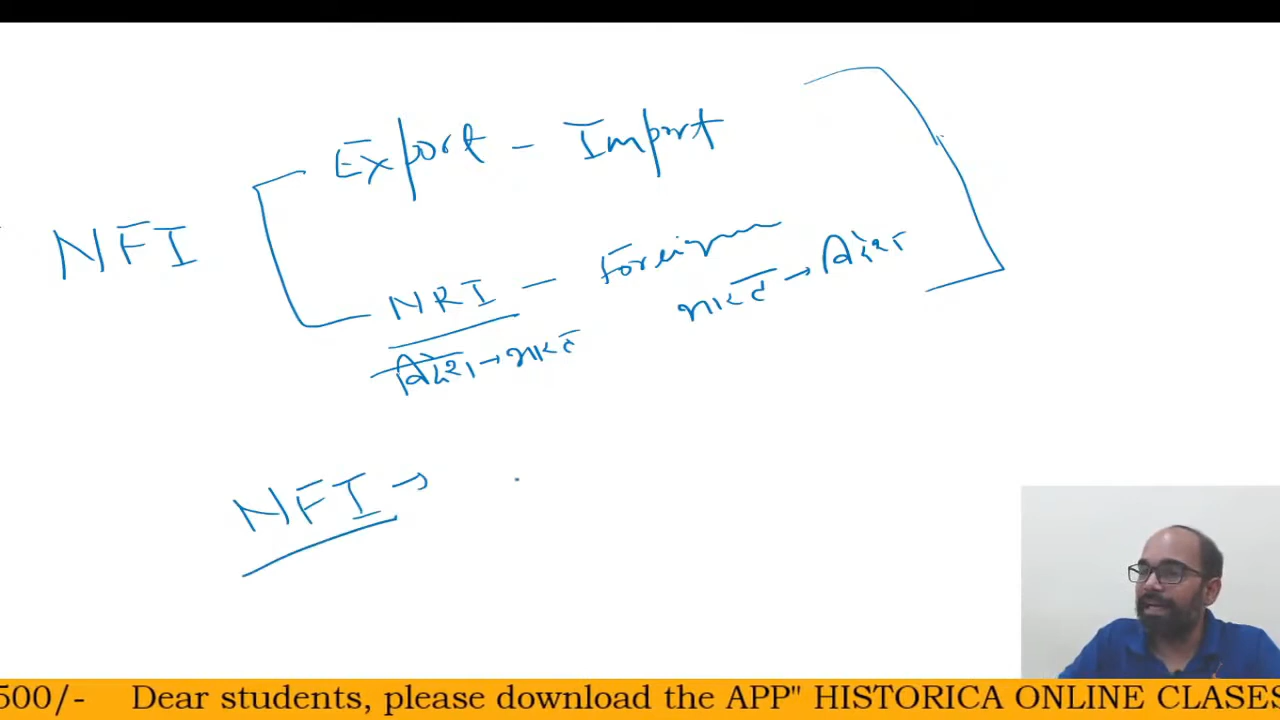 Export - Import
NFI
NRI - Foreign
विदेश → भारत
भारत → विदेश
NFI →
500/- Dear students, please download the APP" HISTORICA ONLINE CLASES